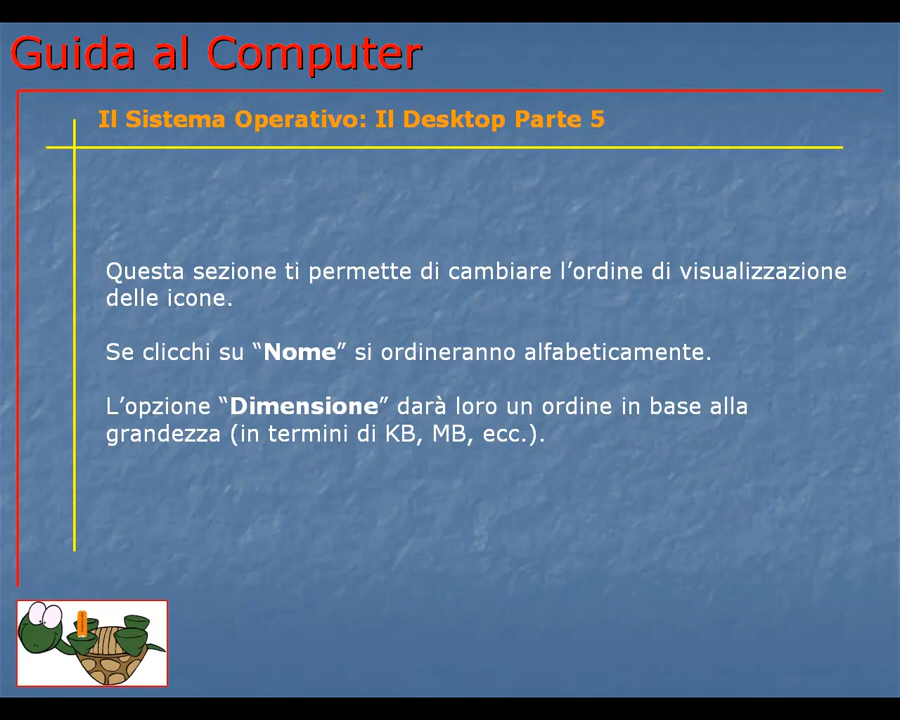 Guida al Computer
Il Sistema Operativo: Il Desktop Parte 5
Questa sezione ti permette di cambiare l’ordine di visualizzazione
delle icone.
Se clicchi su “Nome” si ordineranno alfabeticamente.
L’opzione “Dimensione” darà loro un ordine in base alla
grandezza (in termini di KB, MB, ecc.).